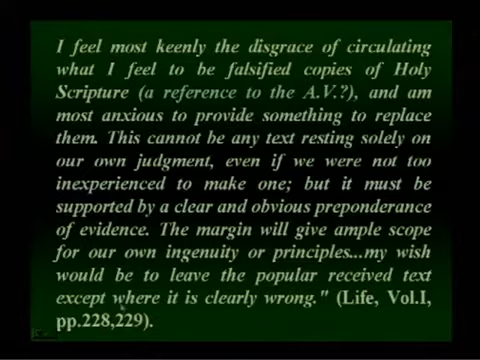 I feel most keenly the disgrace of circulating
what I feel to be falsified copies of Holy
Scripture (a reference to the A.V.?), and am
most anxious to provide something to replace
them. This cannot be any text resting solely on
our own judgment, even if we were not too
inexperienced to make one; but it must be
supported by a clear and obvious preponderance
of evidence. The margin will give ample scope
for our own ingenuity or principles...my wish
would be to leave the popular received text
except where it is clearly wrong." (Life, Vol.I,
pp.228,229).